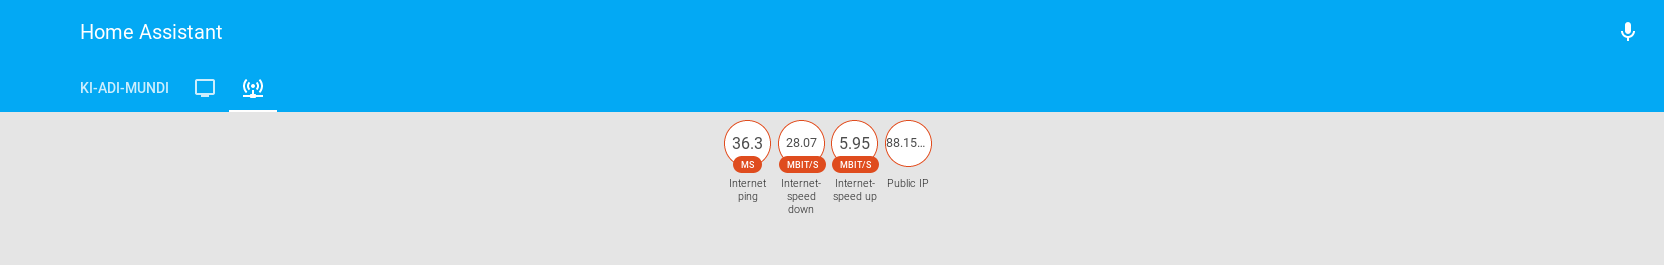 Home Assistant
KI-ADI-MUNDI
36.3 28.07 5.95 88.15...
MS MBIT/S MBIT/S
Internet Internet- Internet- Public IP
ping speed speed up
down